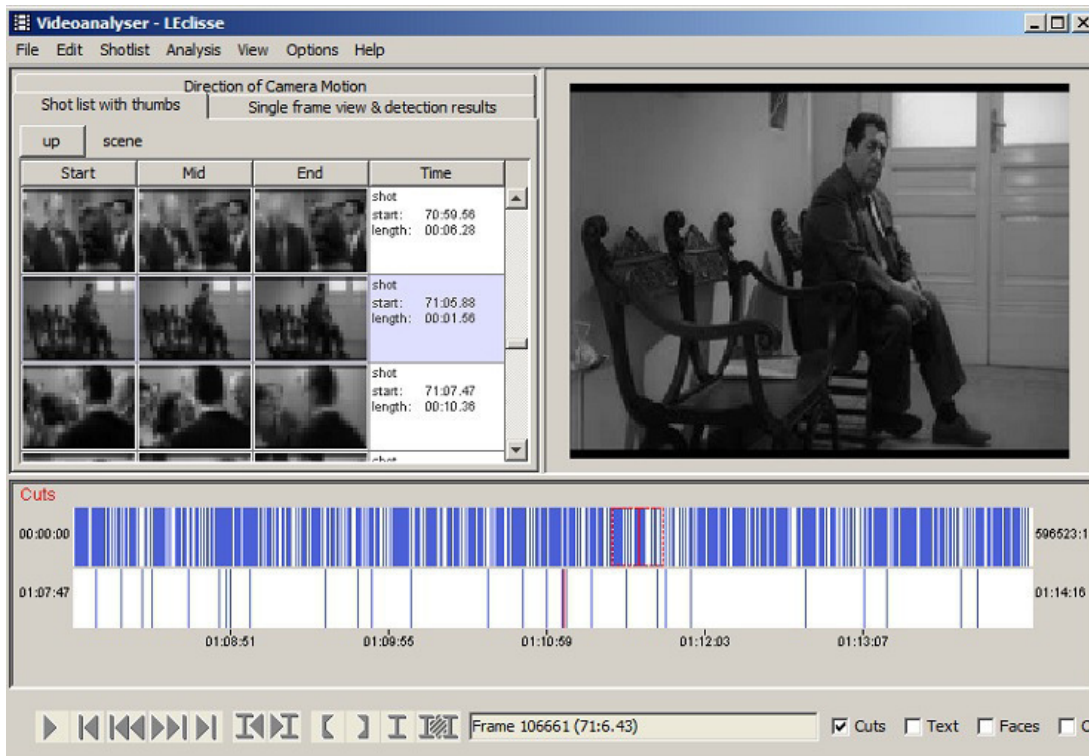 Videoanalyser - LEclisse
File Edit Shotlist Analysis View Options Help
Direction of Camera Motion
Shot list with thumbs Single frame view & detection results
up scene
Start Mid End Time
shot
start: 70:59.56
length: 00:06.28
shot
start: 71:05.88
length: 00:01.56
shot
start: 71:07.47
length: 00:10.36
shot
Cuts
00:00:00 596523:1
01:07:47 01:14:16
01:08:51 01:09:55 01:10:59 01:12:03 01:13:07
Frame 106661 (71:6.43) Cuts Text Faces